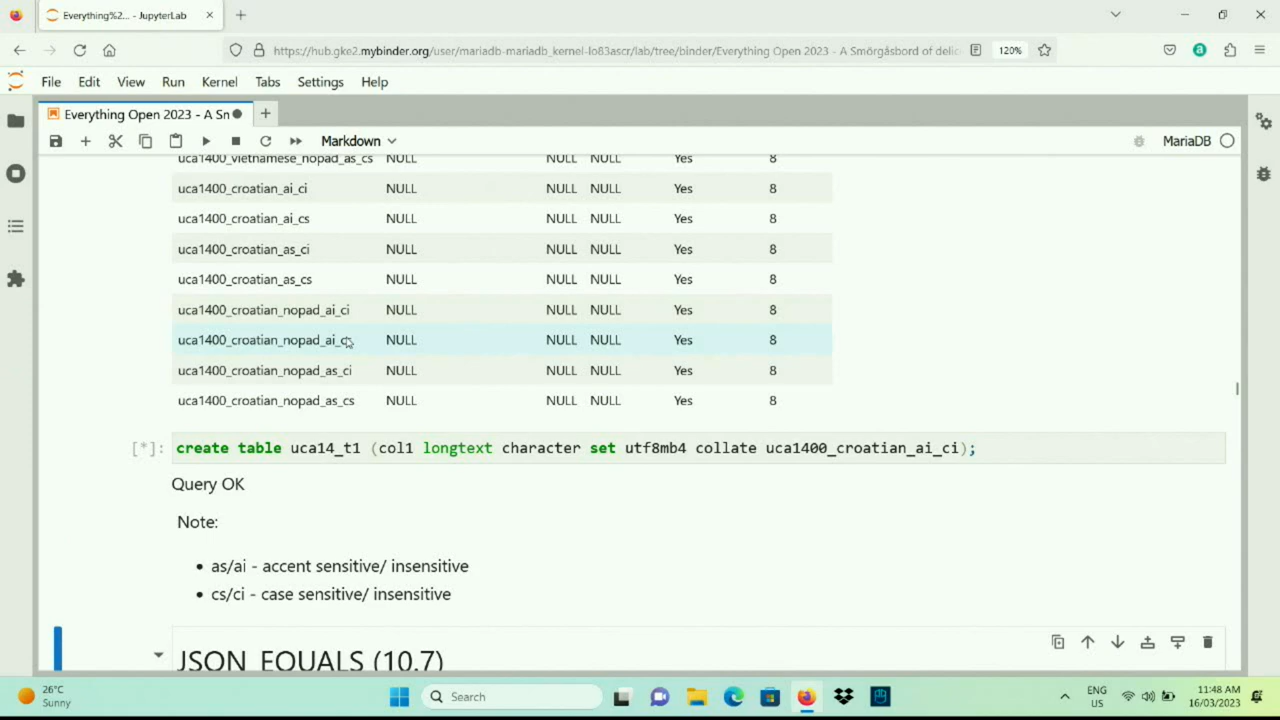 Everything%2... - JupyterLab
https://hub.gke2.mybinder.org/user/mariadb-mariadb_kernel-lo83ascr/lab/tree/binder/Everything Open 2023 - A Smörgåsbord of delic
120%
File Edit View Run Kernel Tabs Settings Help
Everything Open 2023 - A Sn
Markdown
MariaDB
uca1400_vietnamese_nopad_as_cs NULL NULL NULL Yes 8
uca1400_croatian_ai_ci NULL NULL NULL Yes 8
uca1400_croatian_ai_cs NULL NULL NULL Yes 8
uca1400_croatian_as_ci NULL NULL NULL Yes 8
uca1400_croatian_as_cs NULL NULL NULL Yes 8
uca1400_croatian_nopad_ai_ci NULL NULL NULL Yes 8
uca1400_croatian_nopad_ai_cs NULL NULL NULL Yes 8
uca1400_croatian_nopad_as_ci NULL NULL NULL Yes 8
uca1400_croatian_nopad_as_cs NULL NULL NULL Yes 8
[*]: create table uca14_t1 (col1 longtext character set utf8mb4 collate uca1400_croatian_ai_ci);
Query OK
Note:
• as/ai - accent sensitive/ insensitive
• cs/ci - case sensitive/ insensitive
JSON_EQUALS (10.7)
26°C
Sunny
Search
ENG
US
11:48 AM
16/03/2023